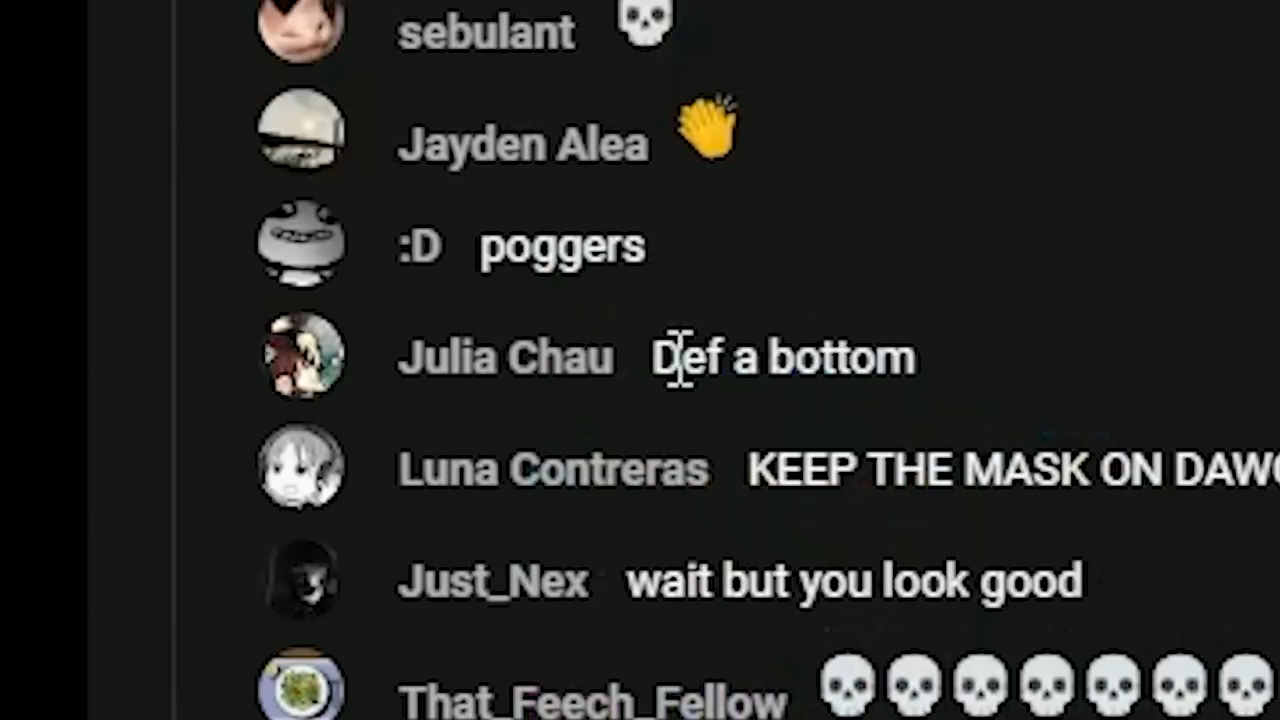 sebulant 💀
Jayden Alea 👏
:D poggers
Julia Chau Def a bottom
Luna Contreras KEEP THE MASK ON DAWG
Just_Nex wait but you look good
That_Feech_Fellow 💀💀💀💀💀💀💀